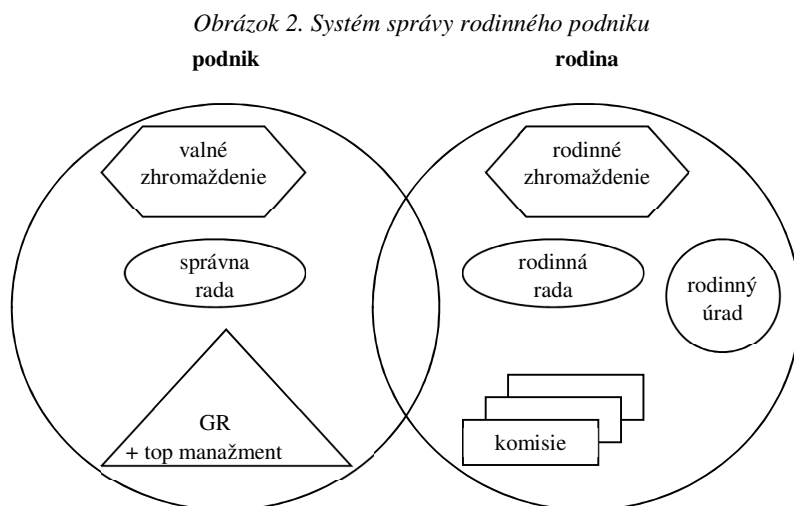 Obrázok 2. Systém správy rodinného podniku
podnik
rodina
valné
zhromaždenie
rodinné
zhromaždenie
správna
rada
rodinná
rada
rodinný
úrad
GR
+ top manažment
komisie